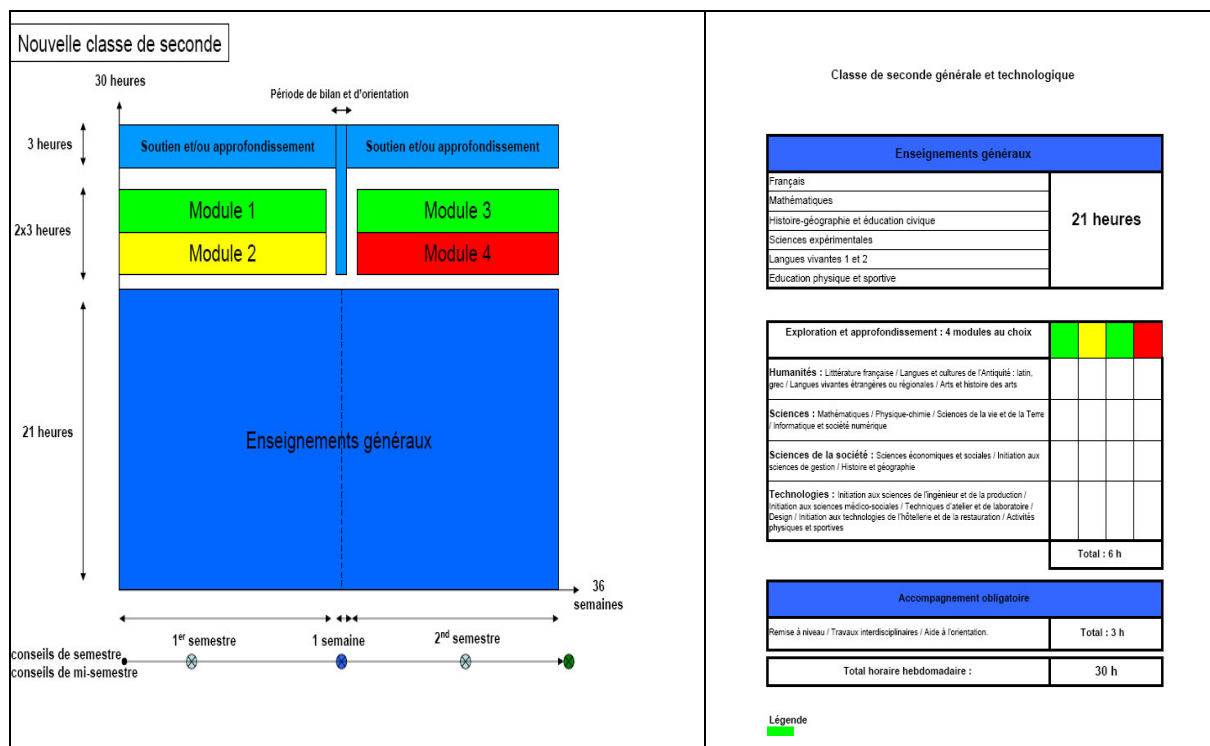 Nouvelle classe de seconde
30 heures
Période de bilan et d'orientation
3 heures
Soutien et/ou approfondissement
Soutien et/ou approfondissement
2x3 heures
Module 1
Module 3
Module 2
Module 4
21 heures
Enseignements généraux
36
semaines
1er semestre
1 semaine
2nd semestre
conseils de semestre
conseils de mi-semestre
Classe de seconde générale et technologique
Enseignements généraux
Français
Mathématiques
Histoire-géographie et éducation civique
Sciences expérimentales
Langues vivantes 1 et 2
Education physique et sportive
21 heures
Exploration et approfondissement : 4 modules au choix
Humanités : Littérature française / Langues et cultures de l'Antiquité : latin,
grec / Langues vivantes étrangères ou régionales / Arts et histoire des arts
Sciences : Mathématiques / Physique-chimie / Sciences de la vie et de la Terre
/ Informatique et société numérique
Sciences de la société : Sciences économiques et sociales / Initiation aux
sciences de gestion / Histoire et géographie
Technologies : Initiation aux sciences de l'ingénieur et de la production /
Initiation aux sciences médico-sociales / Techniques d'atelier et de laboratoire /
Design / Initiation aux technologies de l'hôtellerie et de la restauration / Activités
physiques et sportives
Total : 6 h
Accompagnement obligatoire
Remise à niveau / Travaux interdisciplinaires / Aide à l'orientation.
Total : 3 h
Total horaire hebdomadaire :
30 h
Légende